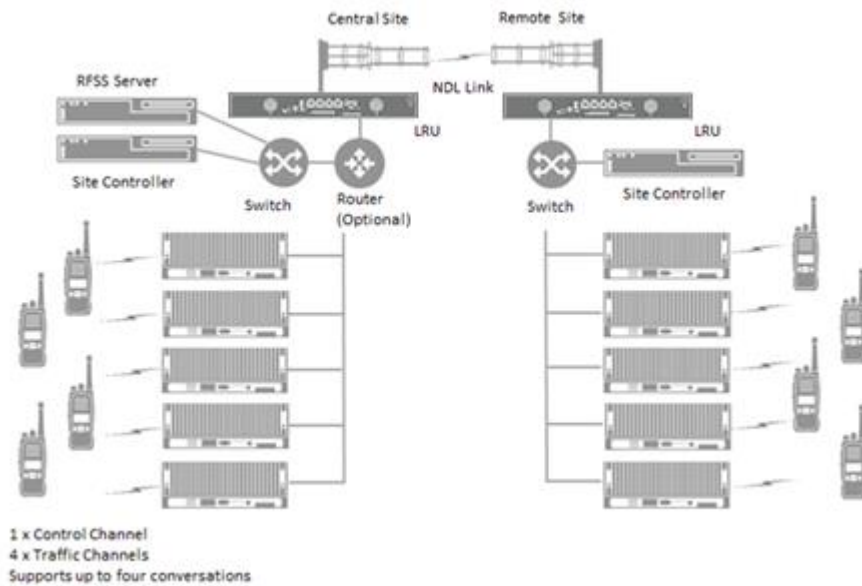 Central Site
Remote Site
RFSS Server
NDL Link
LRU
LRU
Site Controller
Switch
Router
(Optional)
Switch
Site Controller
1 x Control Channel
4 x Traffic Channels
Supports up to four conversations